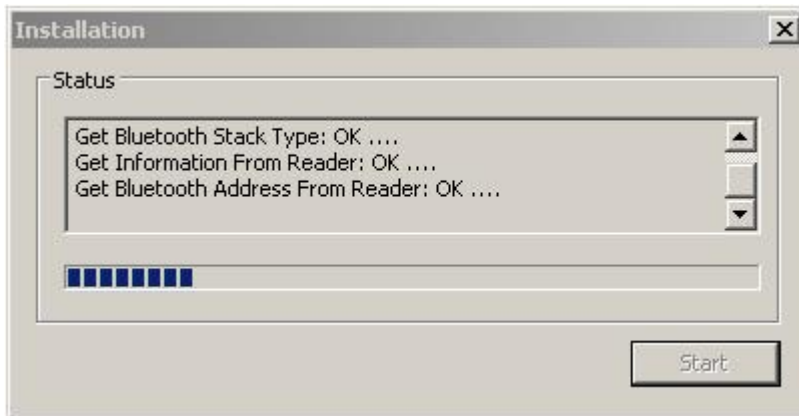 Installation
Status
Get Bluetooth Stack Type: OK ....
Get Information From Reader: OK ....
Get Bluetooth Address From Reader: OK ....
Start